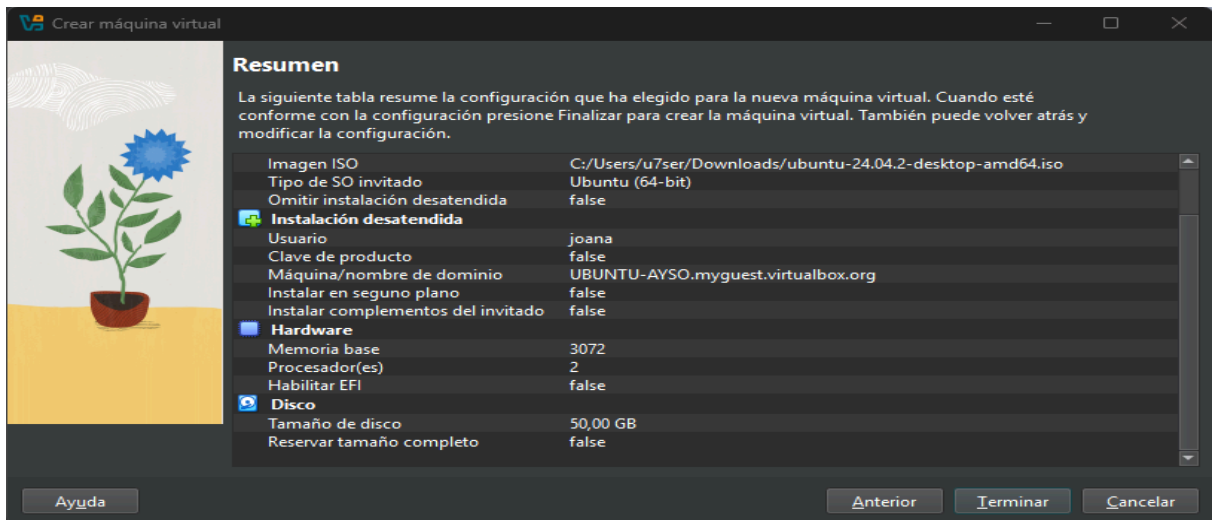 Crear máquina virtual
Resumen
La siguiente tabla resume la configuración que ha elegido para la nueva máquina virtual. Cuando esté
conforme con la configuración presione Finalizar para crear la máquina virtual. También puede volver atrás y
modificar la configuración.
Imagen ISO C:/Users/u7ser/Downloads/ubuntu-24.04.2-desktop-amd64.iso
Tipo de SO invitado Ubuntu (64-bit)
Omitir instalación desatendida false
Instalación desatendida
Usuario joana
Clave de producto false
Máquina/nombre de dominio UBUNTU-AYSO.myguest.virtualbox.org
Instalar en seguno plano false
Instalar complementos del invitado false
Hardware
Memoria base 3072
Procesador(es) 2
Habilitar EFI false
Disco
Tamaño de disco 50,00 GB
Reservar tamaño completo false
Ayuda Anterior Terminar Cancelar